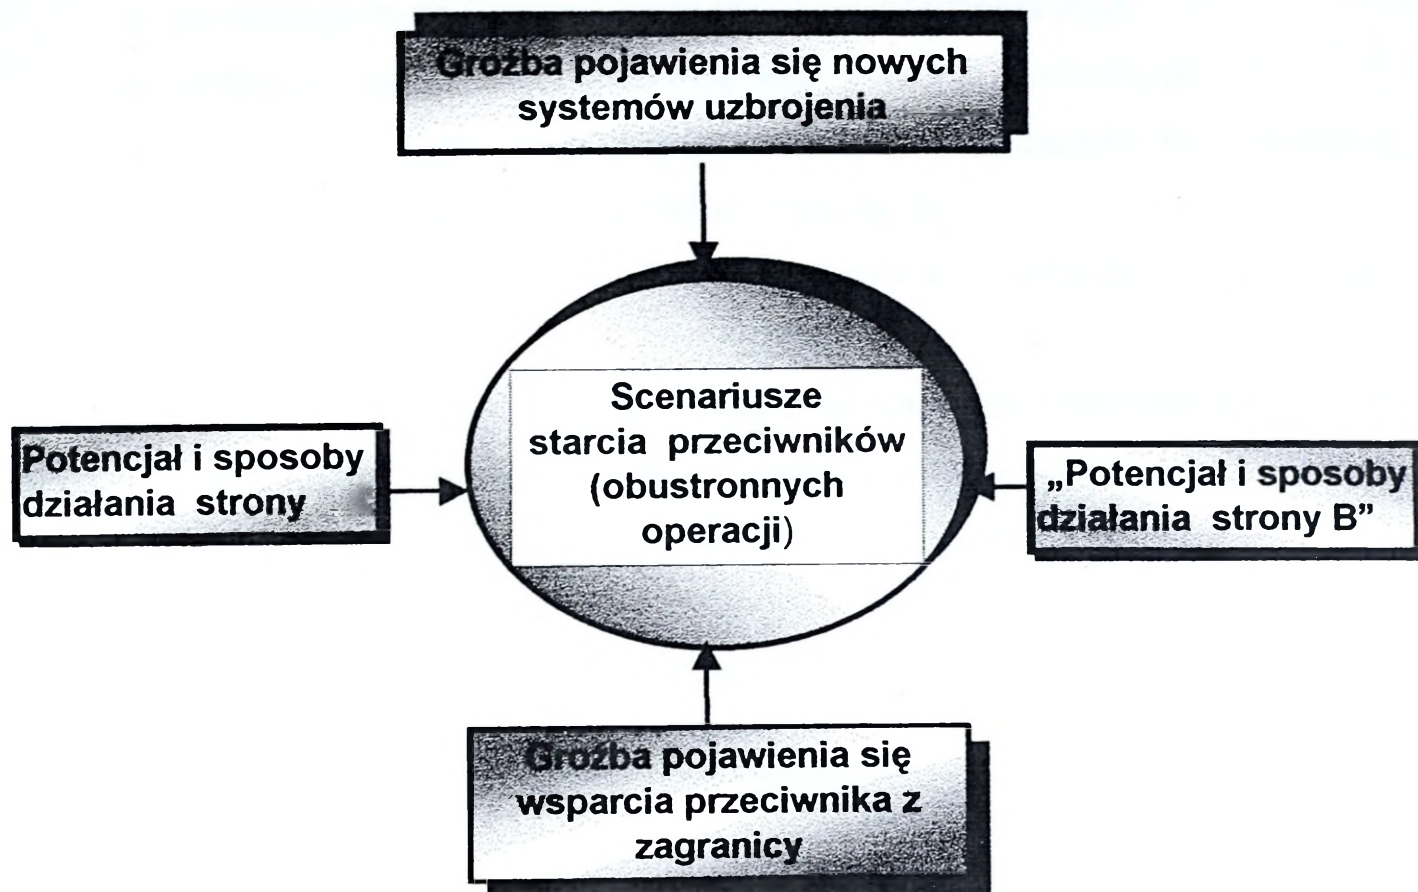 Groźba pojawienia się nowych
systemów uzbrojenia
Scenariusze
starcia przeciwników
(obustronnych
operacji)
Potencjał i sposoby
działania strony
„Potencjał i sposoby
działania strony B”
Groźba pojawienia się
wsparcia przeciwnika z
zagranicy